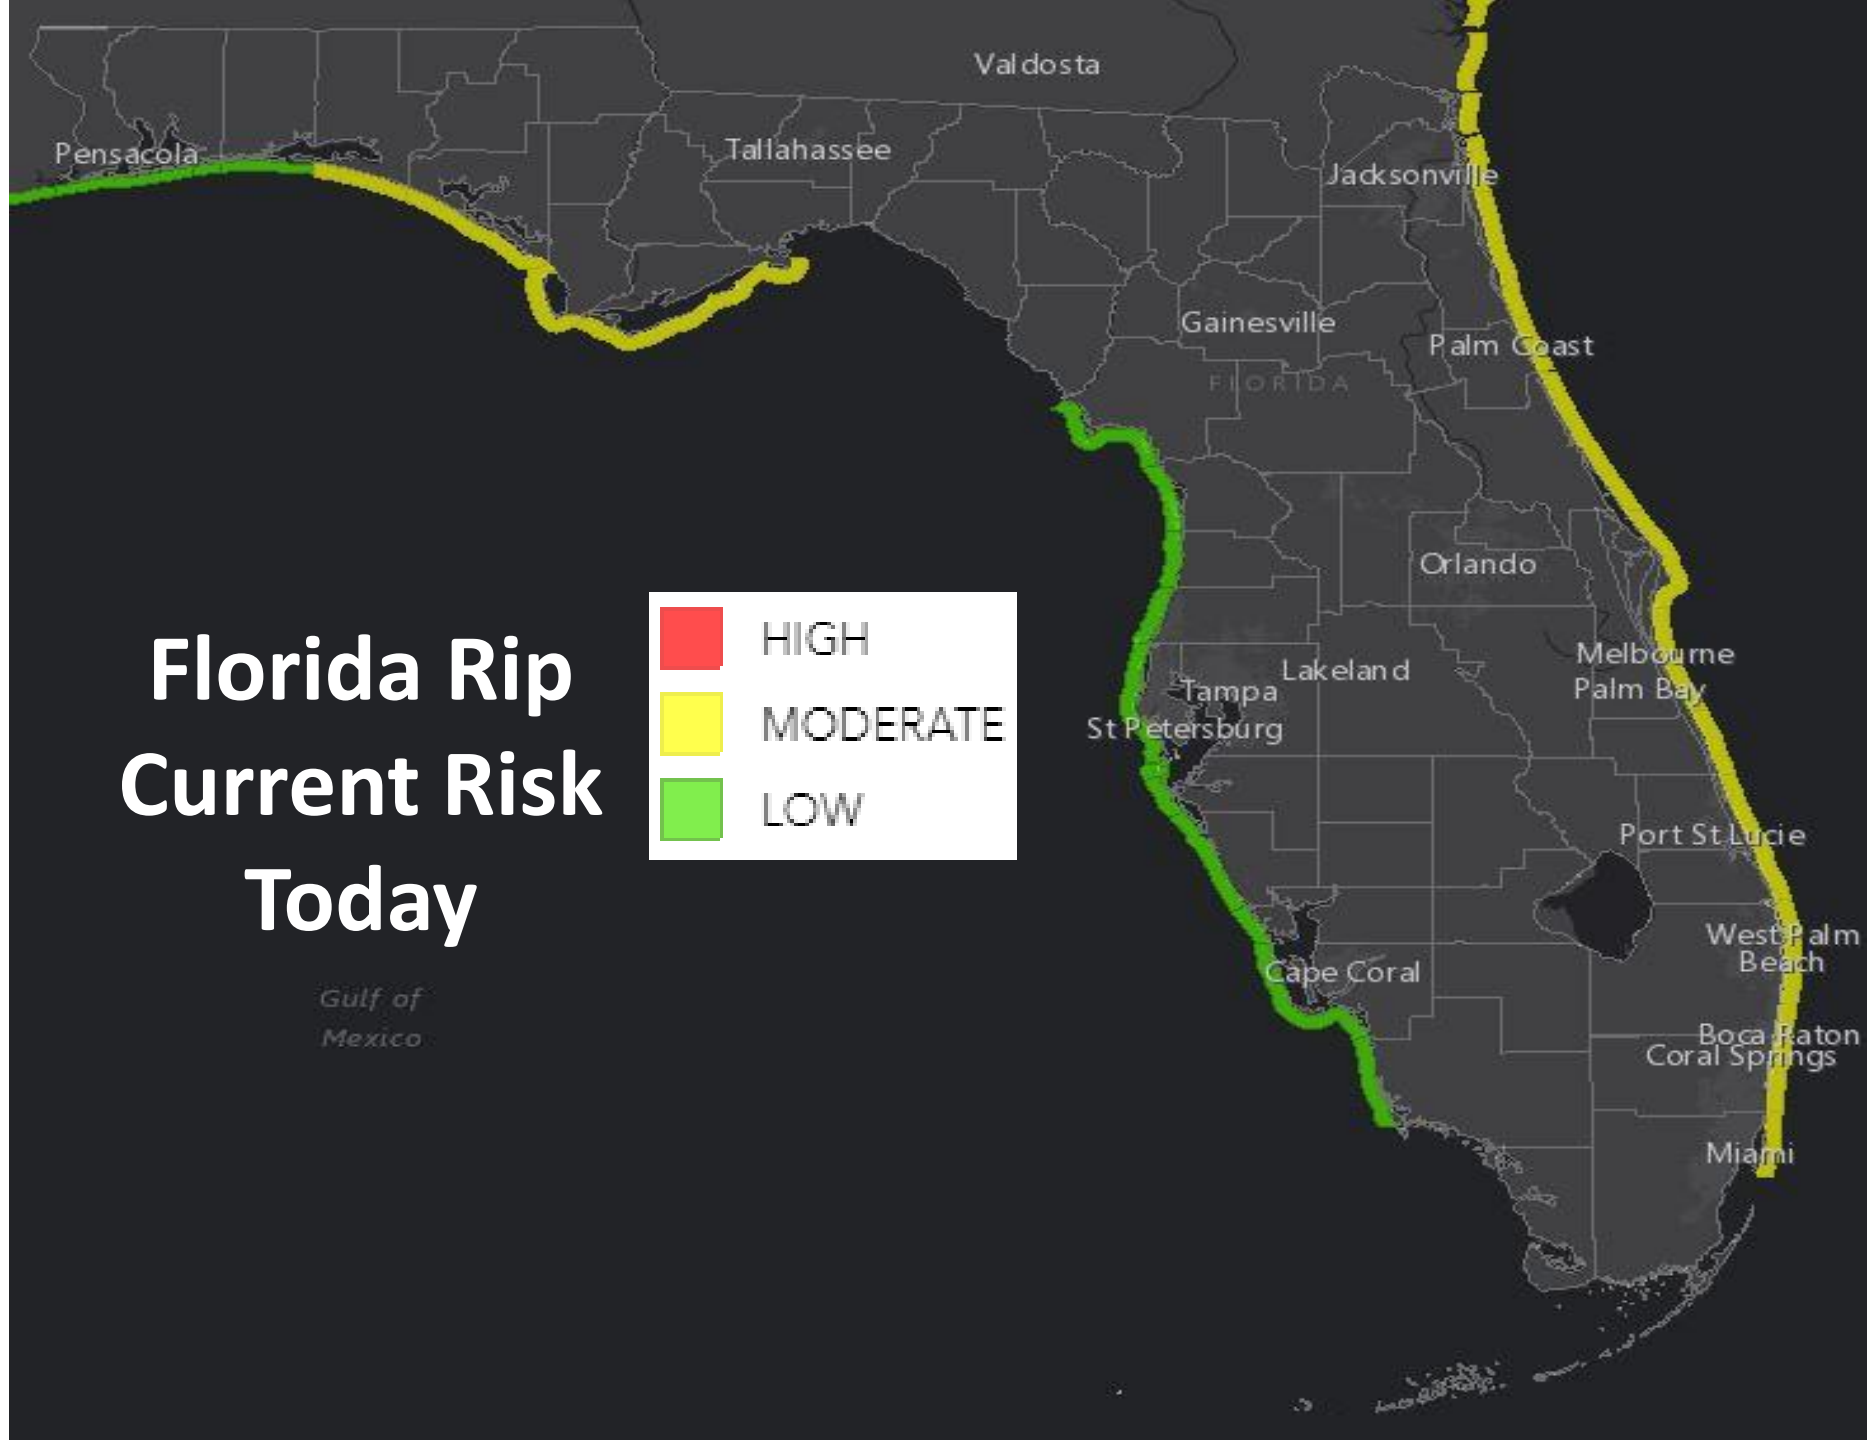 Valdosta
Pensacola
Tallahassee
Jacksonville
Gainesville
Palm Coast
FLORIDA
Orlando
Florida Rip
Current Risk
Today
HIGH
MODERATE
LOW
Melbourne
Palm Bay
Lakeland
Tampa
St Petersburg
Port St Lucie
West Palm
Beach
Cape Coral
Gulf of
Mexico
Boca Raton
Coral Springs
Miami